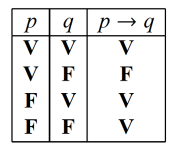 p q p → q
V V V
V F F
F V V
F F V